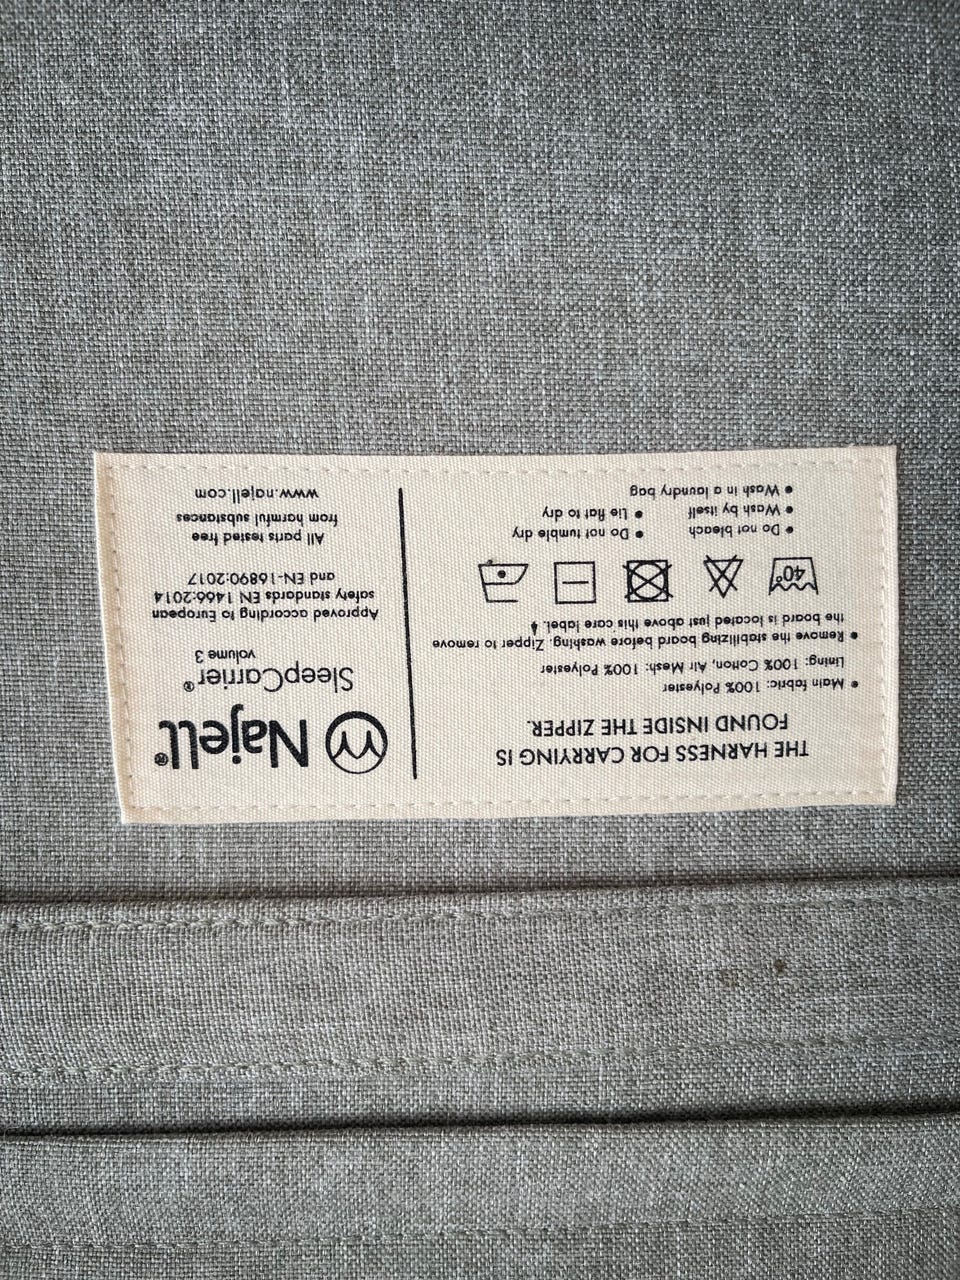 THE HARNESS FOR CARRYING IS
FOUND INSIDE THE ZIPPER.
• Main fabric: 100% Polyester
Lining: 100% Cotton, Air Mesh: 100% Polyester
• Remove the stabilizing board before washing. Zipper to remove
the board is located just above this care label.
40°
• Do not bleach
• Do not tumble dry
• Wash by itself
• Lie flat to dry
• Wash in a laundry bag
Najell®
SleepCarrier®
volume 3
Approved according to European
safety standards EN 1466:2014
and EN-16890:2017
All parts tested free
from harmful substances
www.najell.com